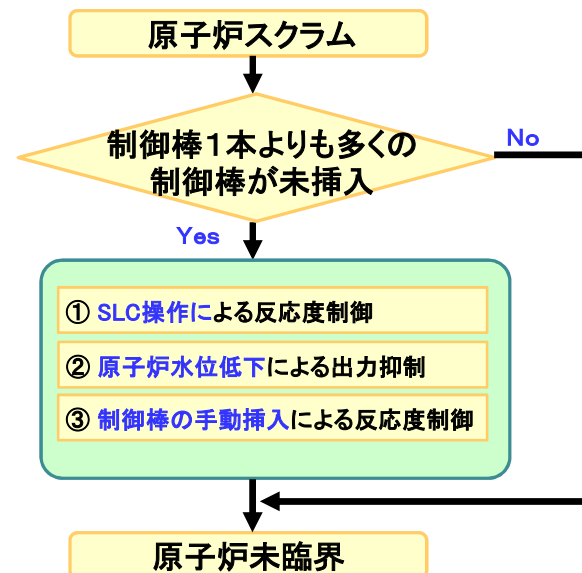 原子炉スクラム
制御棒１本よりも多くの
制御棒が未挿入
No
Yes
① SLC操作による反応度制御
② 原子炉水位低下による出力抑制
③ 制御棒の手動挿入による反応度制御
原子炉未臨界